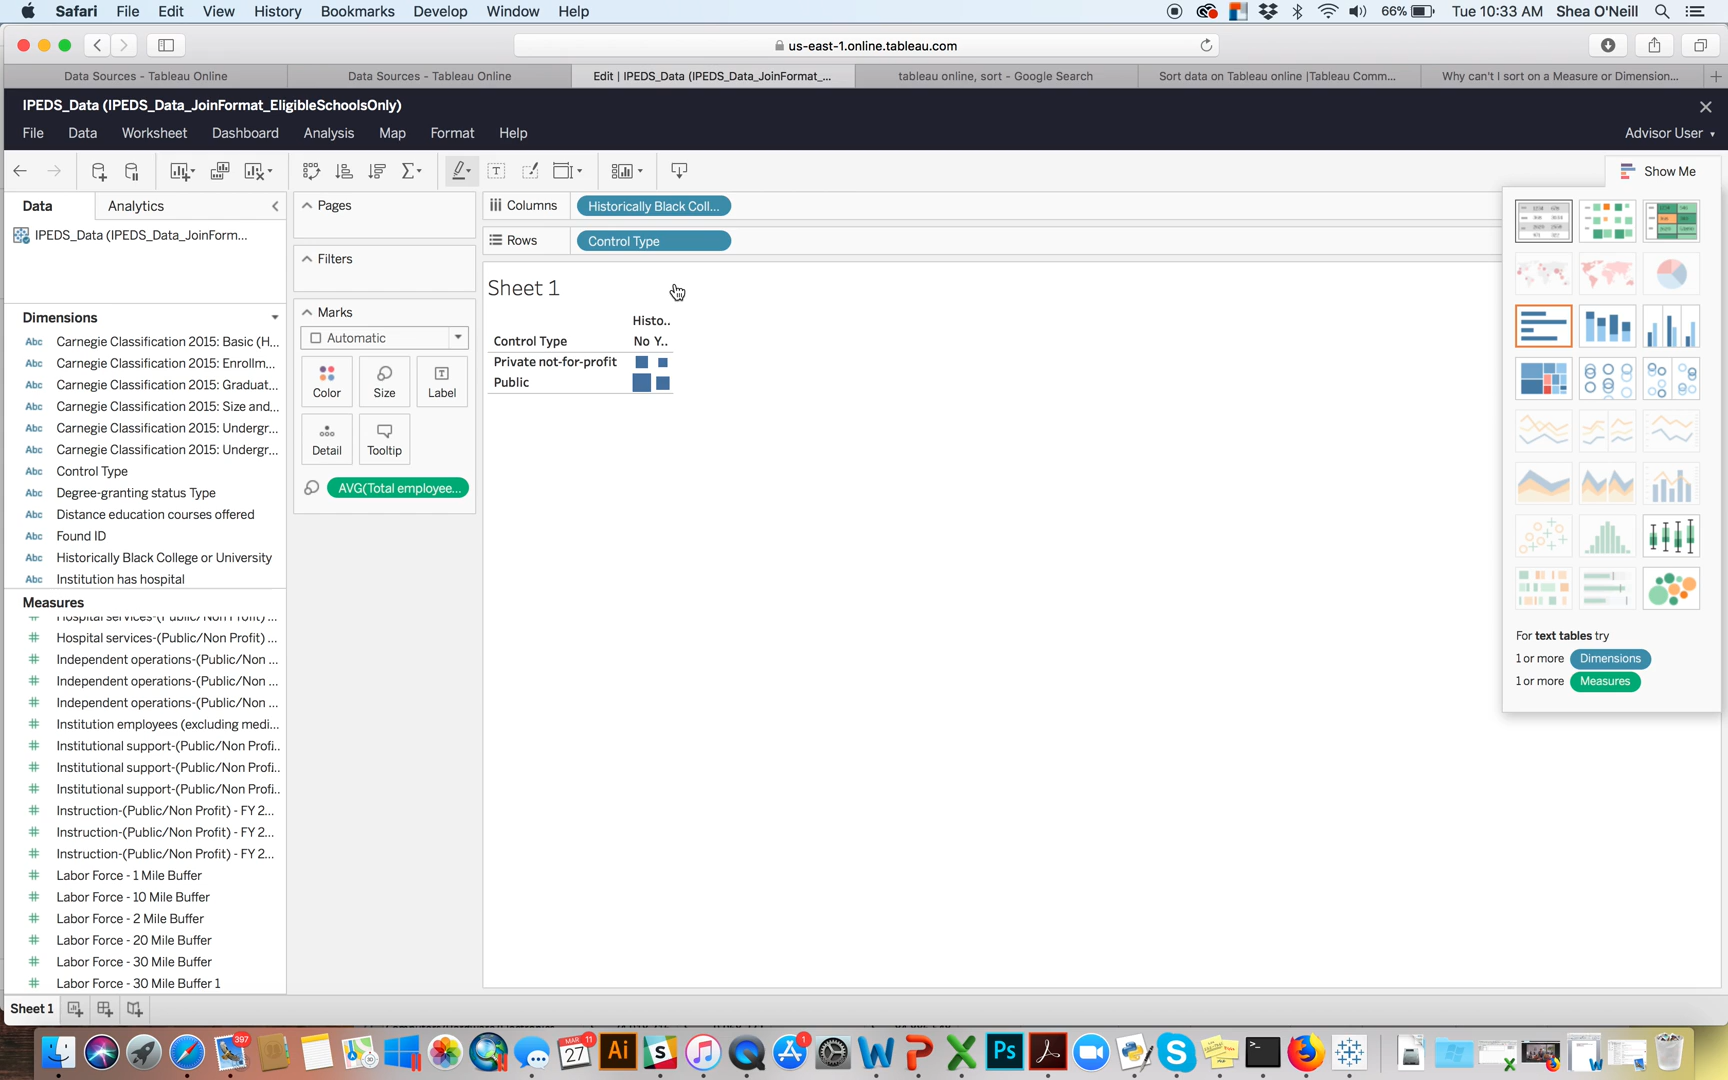 Safari File Edit View History Bookmarks Develop Window Help 66% Tue 10:33 AM Shea O'Neill
us-east-1.online.tableau.com
Data Sources - Tableau Online Data Sources - Tableau Online Edit | IPEDS_Data (IPEDS_Data_JoinFormat_... tableau online, sort - Google Search Sort data on Tableau online |Tableau Comm... Why can't I sort on a Measure or Dimension...
IPEDS_Data (IPEDS_Data_JoinFormat_EligibleSchoolsOnly)
File Data Worksheet Dashboard Analysis Map Format Help Advisor User
Show Me
Data Analytics
IPEDS_Data (IPEDS_Data_JoinForm...
Dimensions
Abc Carnegie Classification 2015: Basic (H...
Abc Carnegie Classification 2015: Enrollm...
Abc Carnegie Classification 2015: Graduat...
Abc Carnegie Classification 2015: Size and...
Abc Carnegie Classification 2015: Undergr...
Abc Carnegie Classification 2015: Undergr...
Abc Control Type
Abc Degree-granting status Type
Abc Distance education courses offered
Abc Found ID
Abc Historically Black College or University
Abc Institution has hospital
Measures
Hospital services-(Public/Non Profit) ...
Hospital services-(Public/Non Profit) ...
Independent operations-(Public/Non ...
Independent operations-(Public/Non ...
Independent operations-(Public/Non ...
Institution employees (excluding medi...
Institutional support-(Public/Non Profi..
Institutional support-(Public/Non Profi..
Institutional support-(Public/Non Profi..
Instruction-(Public/Non Profit) - FY 2...
Instruction-(Public/Non Profit) - FY 2...
Instruction-(Public/Non Profit) - FY 2...
Labor Force - 1 Mile Buffer
Labor Force - 10 Mile Buffer
Labor Force - 2 Mile Buffer
Labor Force - 20 Mile Buffer
Labor Force - 30 Mile Buffer
Labor Force - 30 Mile Buffer 1
Pages
Filters
Marks
Automatic
Color Size Label
Detail Tooltip
AVG(Total employee...
Columns Historically Black Coll...
Rows Control Type
Sheet 1
Histo..
Control Type No Y..
Private not-for-profit
Public
For text tables try
1 or more Dimensions
1 or more Measures
Sheet 1
397
MAR
27
11
Ai
1
Ps